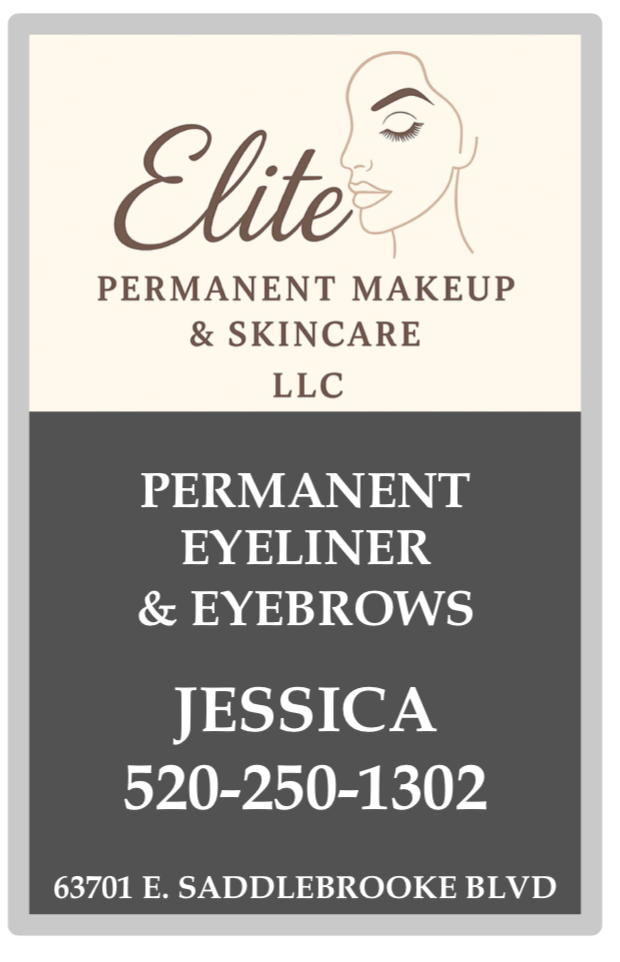 Elite
PERMANENT MAKEUP
& SKINCARE
LLC
PERMANENT
EYELINER
& EYEBROWS
JESSICA
520-250-1302
63701 E. SADDLEBROOKE BLVD